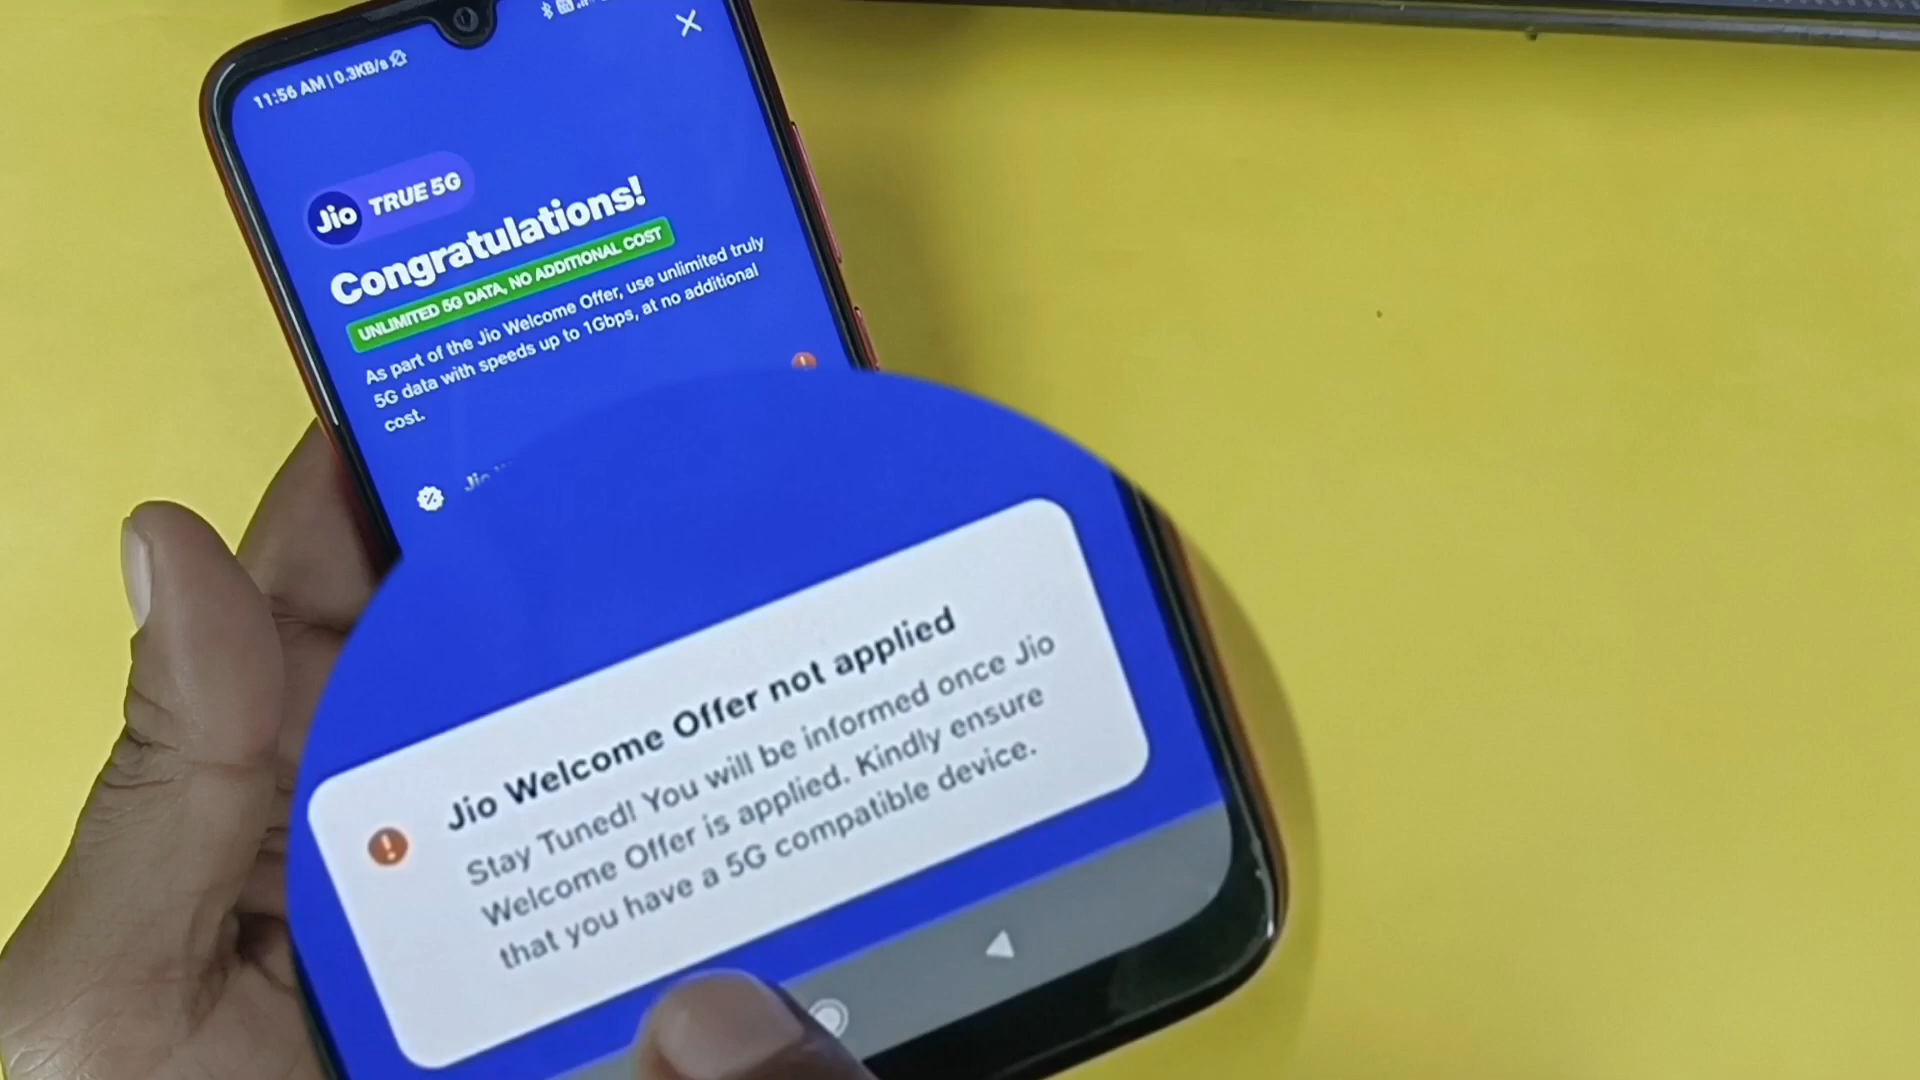 11:56 AM | 0.3KB/s
Jio TRUE 5G
Congratulations!
UNLIMITED 5G DATA, NO ADDITIONAL COST
As part of the Jio Welcome Offer, use unlimited truly
5G data with speeds up to 1Gbps, at no additional
cost.
Jio
Jio Welcome Offer not applied
Stay Tuned! You will be informed once Jio
Welcome Offer is applied. Kindly ensure
that you have a 5G compatible device.